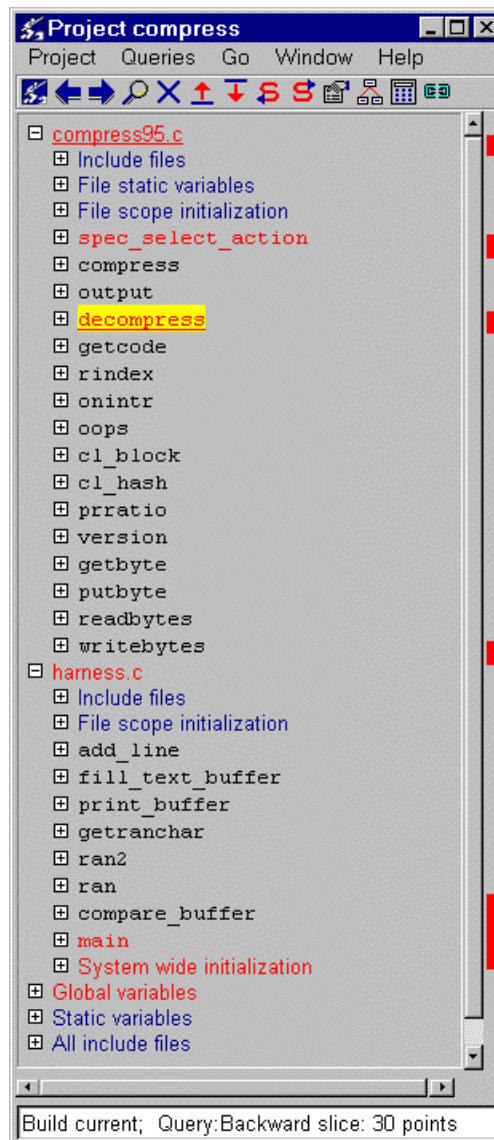 Project compress
Project Queries Go Window Help
compress95.c
Include files
File static variables
File scope initialization
spec_select_action
compress
output
decompress
getcode
rindex
onintr
oops
cl_block
cl_hash
prratio
version
getbyte
putbyte
readbytes
writebytes
harness.c
Include files
File scope initialization
add_line
fill_text_buffer
print_buffer
getranchar
ran2
ran
compare_buffer
main
System wide initialization
Global variables
Static variables
All include files
Build current; Query:Backward slice: 30 points